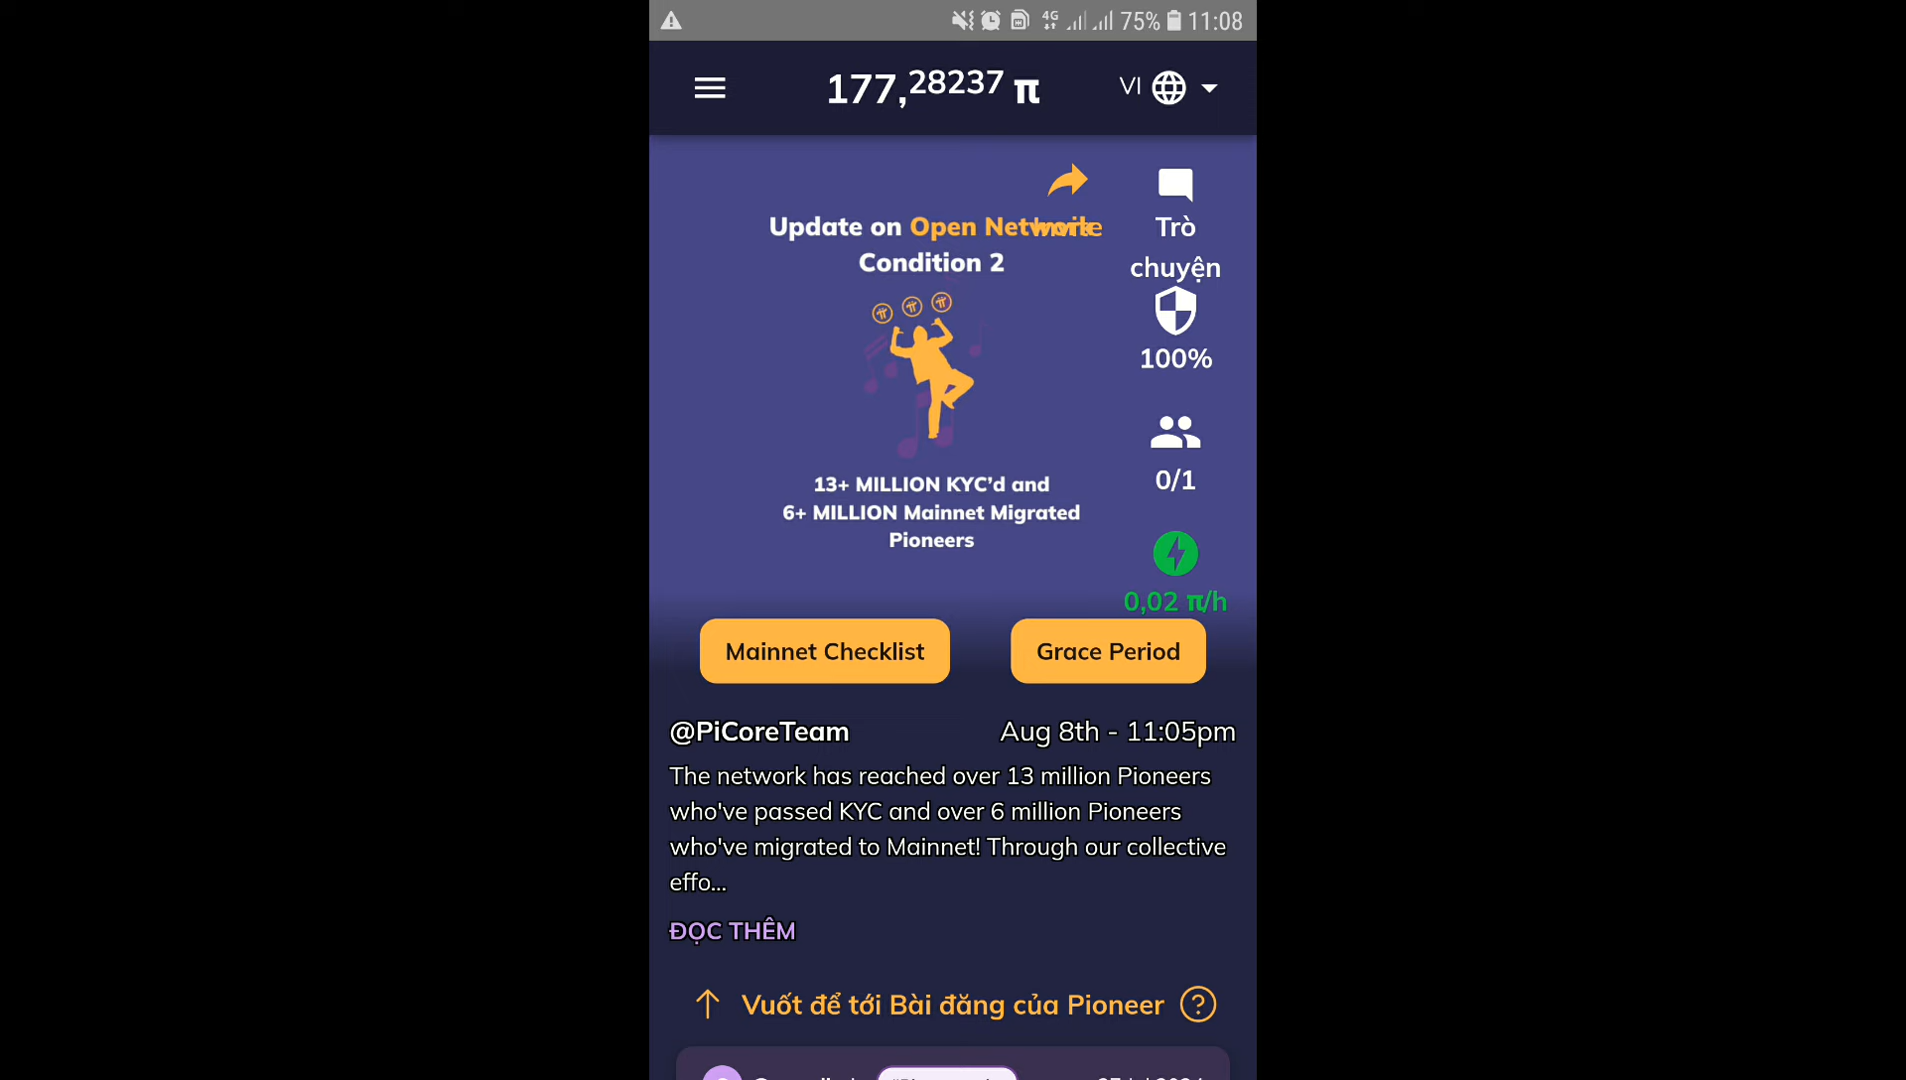 4G 75% 11:08
177,28237 π VI
Update on Open Network
Condition 2
Invite
Trò
chuyện
100%
0/1
13+ MILLION KYC'd and
6+ MILLION Mainnet Migrated
Pioneers
0,02 π/h
Mainnet Checklist Grace Period
@PiCoreTeam Aug 8th - 11:05pm
The network has reached over 13 million Pioneers
who've passed KYC and over 6 million Pioneers
who've migrated to Mainnet! Through our collective
effo...
ĐỌC THÊM
Vuốt để tới Bài đăng của Pioneer ?